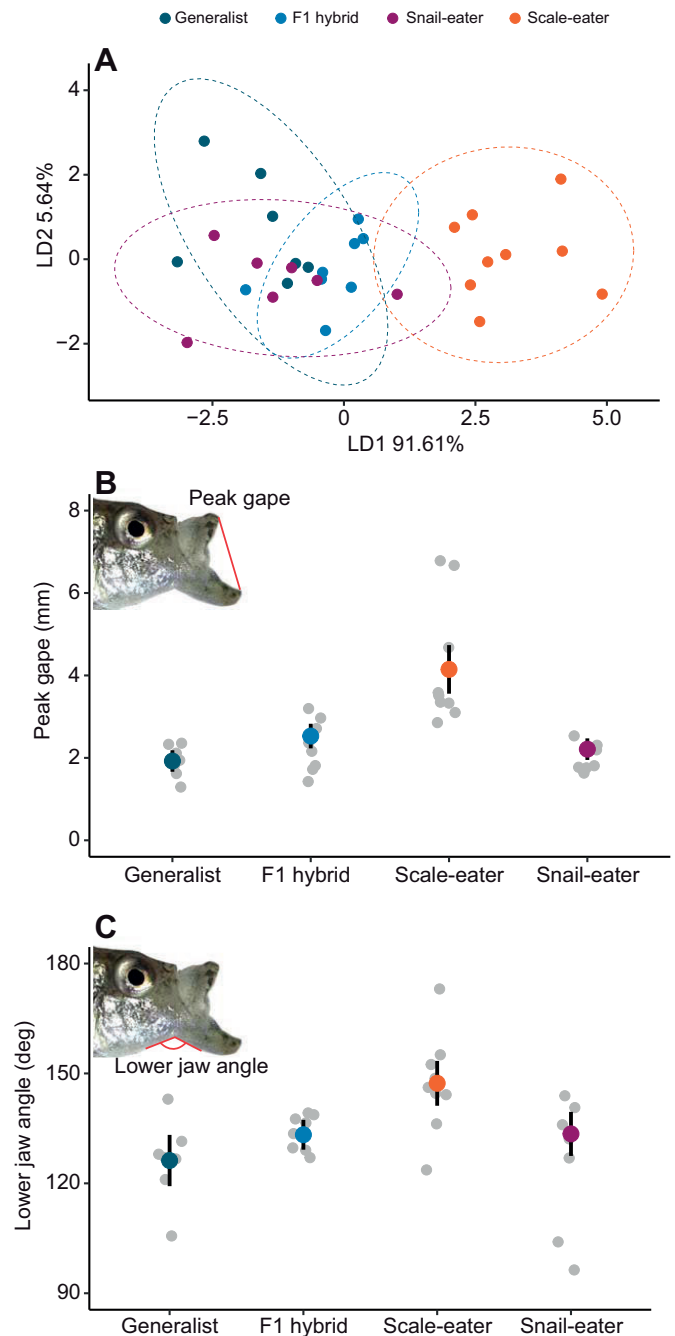 Generalist F1 hybrid Snail-eater Scale-eater
A
4
2
0
−2
LD2 5.64%
−2.5 0 2.5 5.0
LD1 91.61%
B
Peak gape
8
6
4
2
0
Peak gape (mm)
Generalist F1 hybrid Scale-eater Snail-eater
C
Lower jaw angle
180
150
120
90
Lower jaw angle (deg)
Generalist F1 hybrid Scale-eater Snail-eater